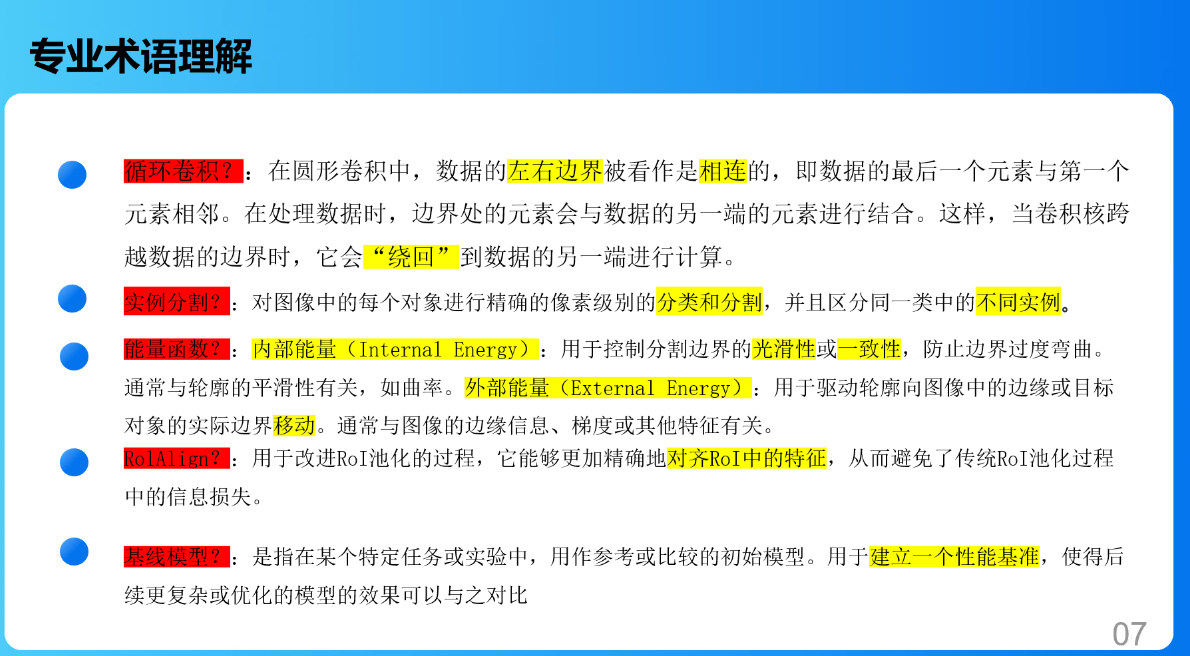 专业术语理解
循环卷积？：在圆形卷积中，数据的左右边界被看作是相连的，即数据的最后一个元素与第一个
元素相邻。在处理数据时，边界处的元素会与数据的另一端的元素进行结合。这样，当卷积核跨
越数据的边界时，它会“绕回”到数据的另一端进行计算。
实例分割？：对图像中的每个对象进行精确的像素级别的分类和分割，并且区分同一类中的不同实例。
能量函数？：内部能量（Internal Energy）：用于控制分割边界的光滑性或一致性，防止边界过度弯曲。
通常与轮廓的平滑性有关，如曲率。外部能量（External Energy）：用于驱动轮廓向图像中的边缘或目标
对象的实际边界移动。通常与图像的边缘信息、梯度或其他特征有关。
RolAlign？：用于改进RoI池化的过程，它能够更加精确地对齐RoI中的特征，从而避免了传统RoI池化过程
中的信息损失。
基线模型？：是指在某个特定任务或实验中，用作参考或比较的初始模型。用于建立一个性能基准，使得后
续更复杂或优化的模型的效果可以与之对比
07